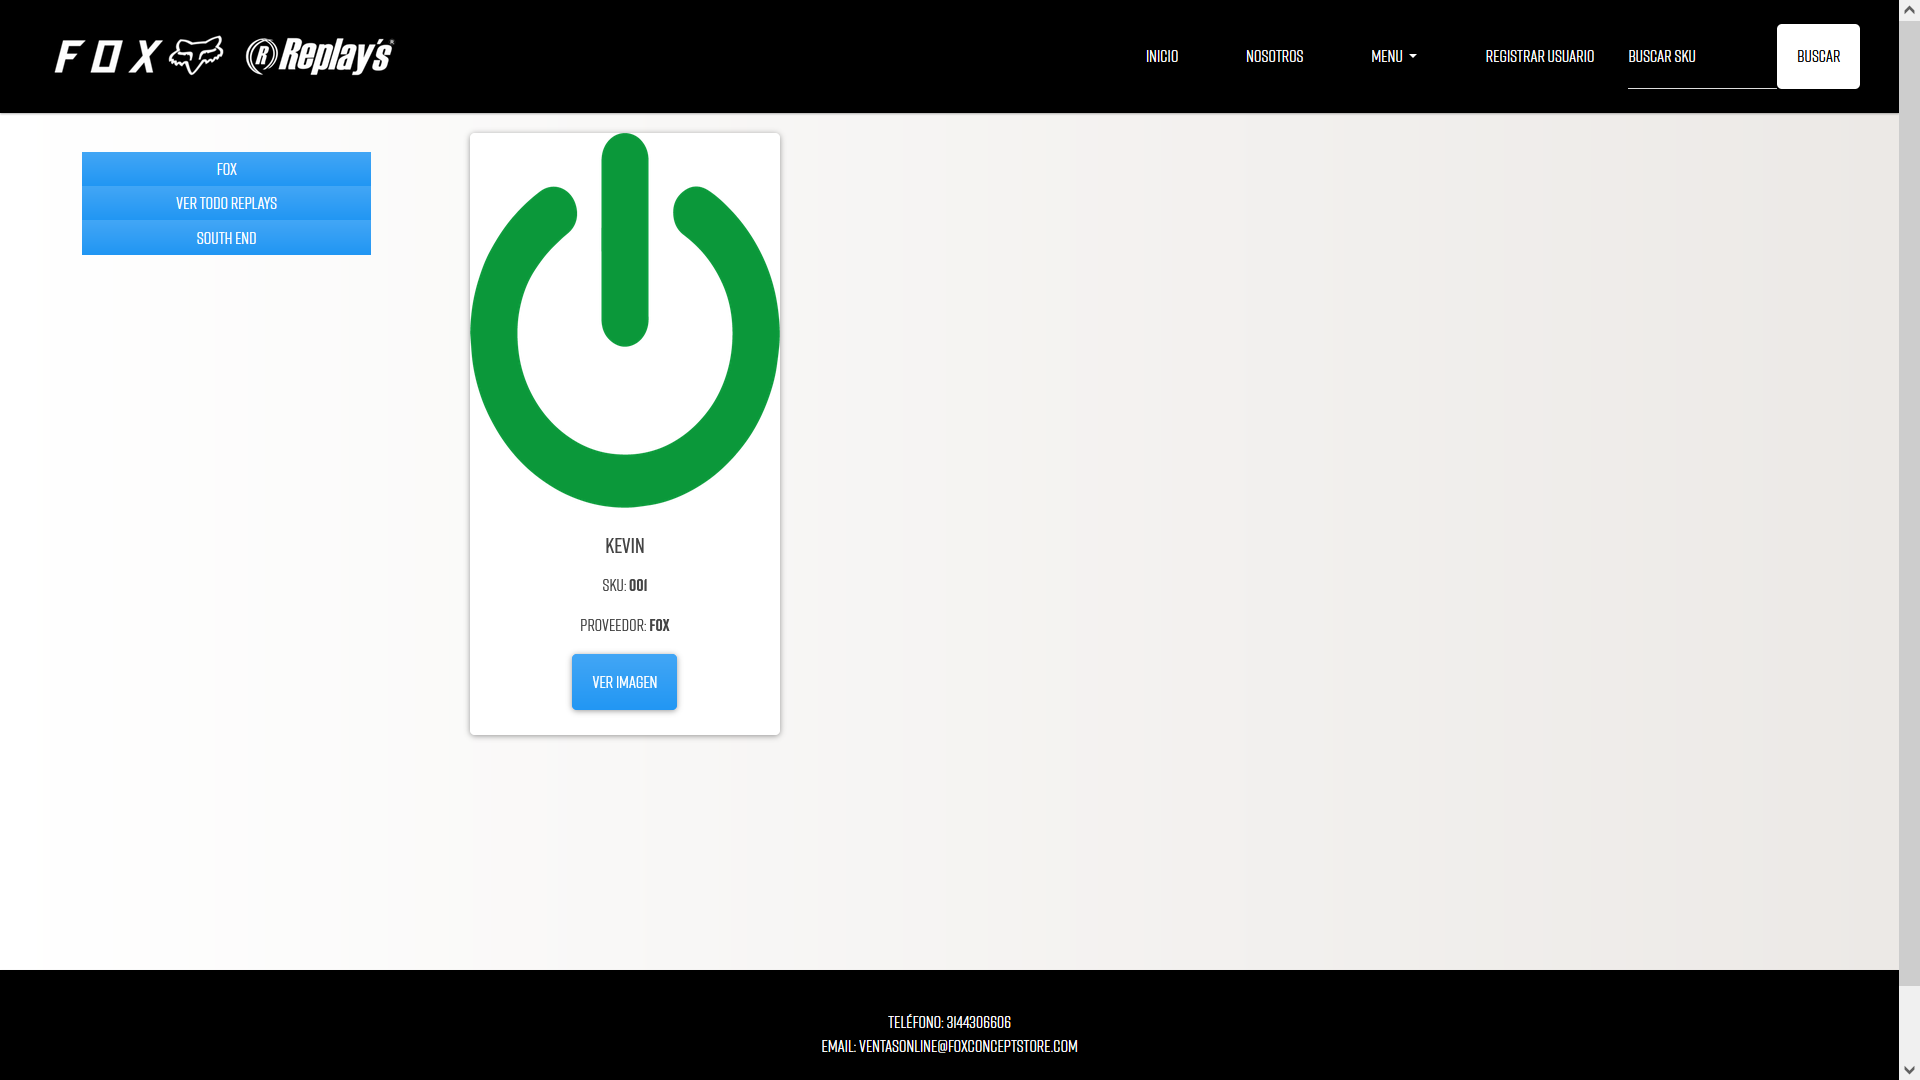 FOX Replay's®
INICIO
NOSOTROS
MENU
REGISTRAR USUARIO
BUSCAR SKU
BUSCAR
FOX
VER TODO REPLAYS
SOUTH END
KEVIN
SKU: 001
PROVEEDOR: FOX
VER IMAGEN
TELÉFONO: 3144306606
EMAIL: VENTASONLINE@FOXCONCEPTSTORE.COM